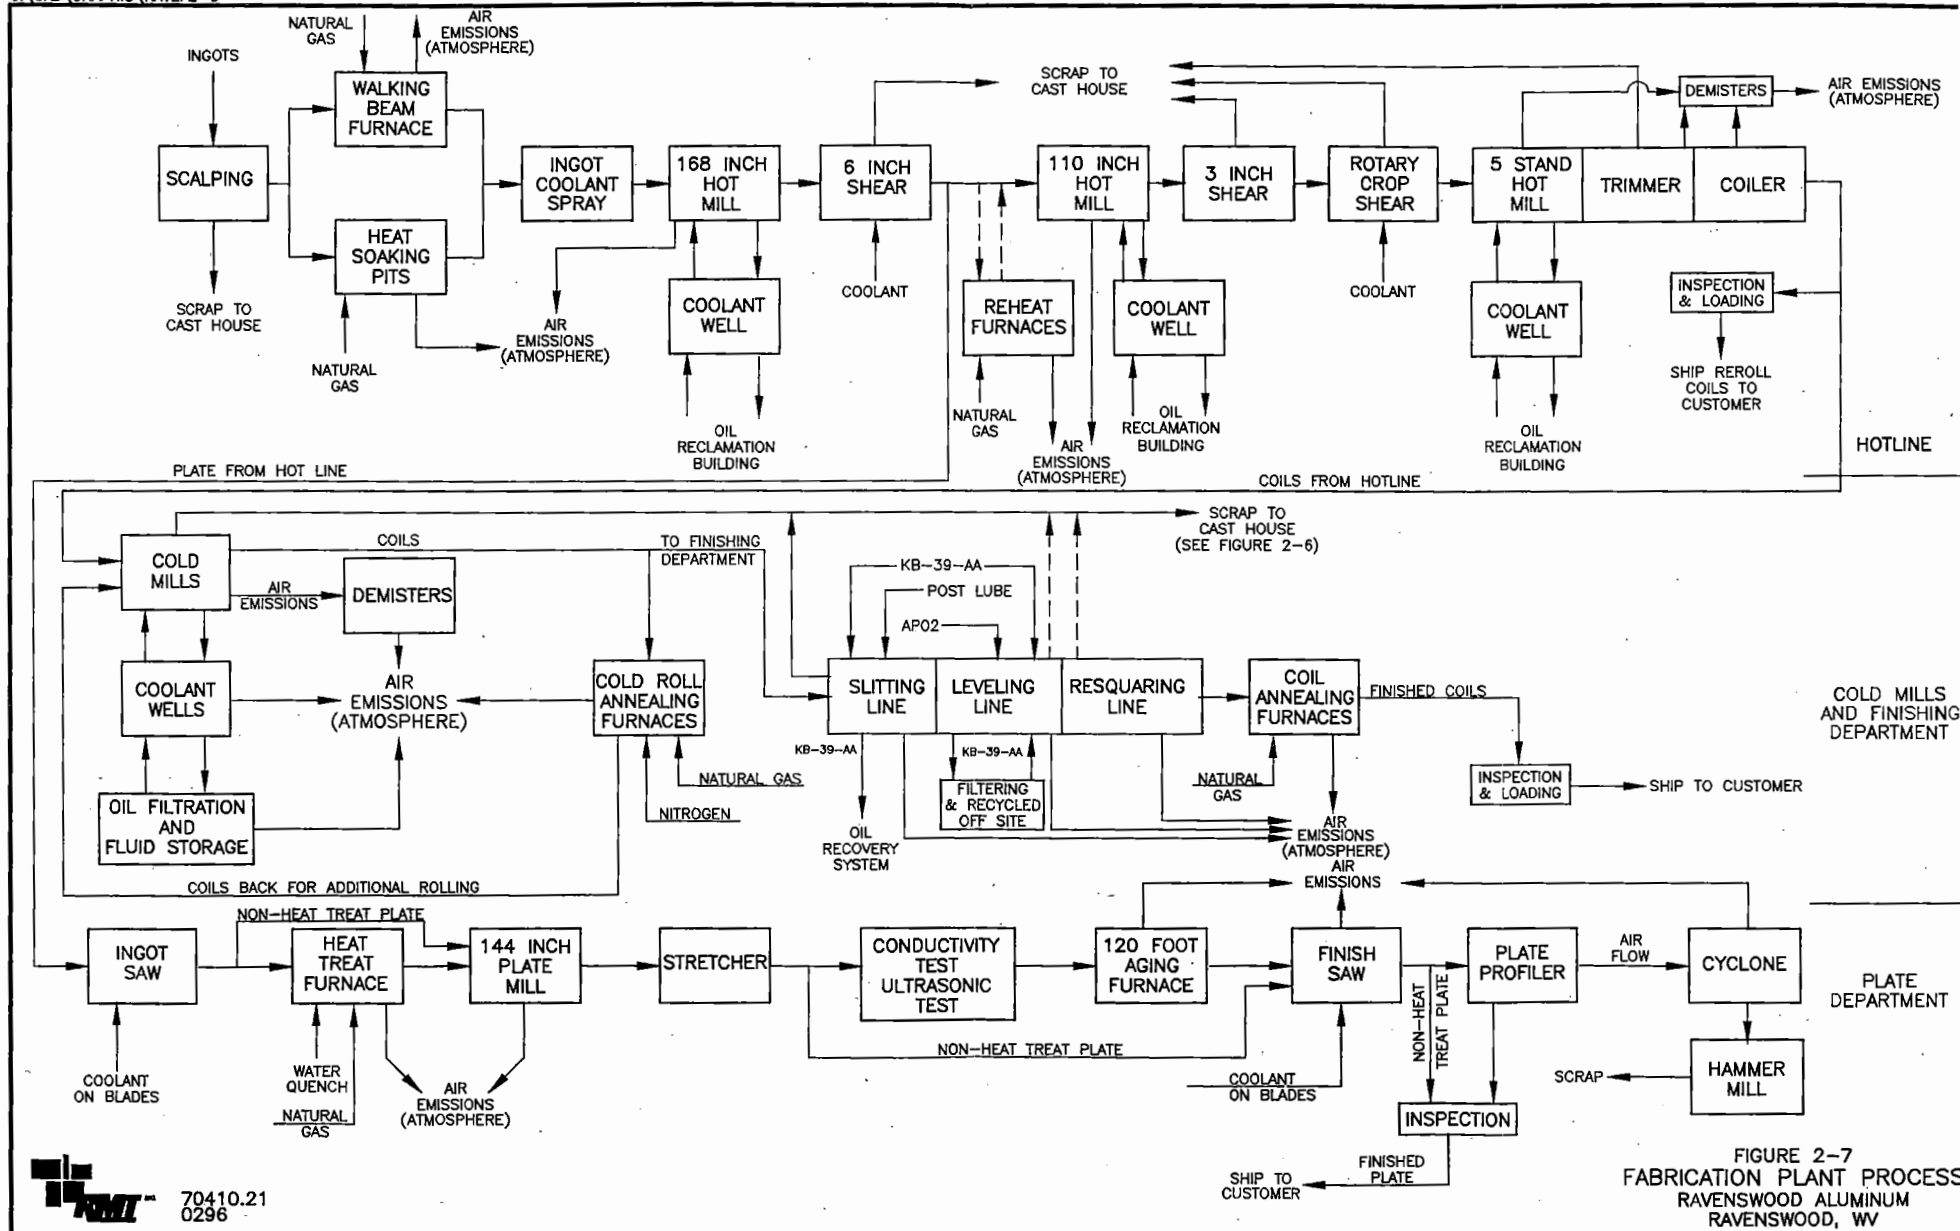 NATURAL
GAS
AIR
EMISSIONS
(ATMOSPHERE)
INGOTS
WALKING
BEAM
FURNACE
SCRAP TO
CAST HOUSE
DEMISTERS
AIR EMISSIONS
(ATMOSPHERE)
SCALPING
INGOT
COOLANT
SPRAY
168 INCH
HOT
MILL
6 INCH
SHEAR
110 INCH
HOT
MILL
3 INCH
SHEAR
ROTARY
CROP
SHEAR
5 STAND
HOT
MILL
TRIMMER
COILER
HEAT
SOAKING
PITS
SCRAP TO
CAST HOUSE
NATURAL
GAS
AIR
EMISSIONS
(ATMOSPHERE)
COOLANT
WELL
COOLANT
REHEAT
FURNACES
COOLANT
WELL
COOLANT
COOLANT
WELL
INSPECTION
& LOADING
SHIP REROLL
COILS TO
CUSTOMER
OIL
RECLAMATION
BUILDING
NATURAL
GAS
AIR
EMISSIONS
(ATMOSPHERE)
OIL
RECLAMATION
BUILDING
OIL
RECLAMATION
BUILDING
HOTLINE
PLATE FROM HOT LINE
COILS FROM HOTLINE
COLD
MILLS
COILS
TO FINISHING
DEPARTMENT
SCRAP TO
CAST HOUSE
(SEE FIGURE 2-6)
AIR
EMISSIONS
DEMISTERS
KB-39-AA
POST LUBE
APO2
COOLANT
WELLS
AIR
EMISSIONS
(ATMOSPHERE)
COLD ROLL
ANNEALING
FURNACES
SLITTING
LINE
LEVELING
LINE
RESQUARING
LINE
COIL
ANNEALING
FURNACES
FINISHED COILS
COLD MILLS
AND FINISHING
DEPARTMENT
KB-39-AA
KB-39-AA
NATURAL GAS
NITROGEN
OIL FILTRATION
AND
FLUID STORAGE
FILTERING
& RECYCLED
OFF SITE
OIL
RECOVERY
SYSTEM
NATURAL
GAS
INSPECTION
& LOADING
SHIP TO CUSTOMER
AIR
EMISSIONS
(ATMOSPHERE)
AIR
EMISSIONS
COILS BACK FOR ADDITIONAL ROLLING
NON-HEAT TREAT PLATE
INGOT
SAW
HEAT
TREAT
FURNACE
144 INCH
PLATE
MILL
STRETCHER
CONDUCTIVITY
TEST
ULTRASONIC
TEST
120 FOOT
AGING
FURNACE
FINISH
SAW
PLATE
PROFILER
AIR
FLOW
CYCLONE
PLATE
DEPARTMENT
NON-HEAT
TREAT PLATE
NON-HEAT TREAT PLATE
COOLANT
ON BLADES
WATER
QUENCH
NATURAL
GAS
AIR
EMISSIONS
(ATMOSPHERE)
COOLANT
ON BLADES
SCRAP
HAMMER
MILL
INSPECTION
FINISHED
PLATE
SHIP TO
CUSTOMER
RMT INC
70410.21
0296
FIGURE 2-7
FABRICATION PLANT PROCESS
RAVENSWOOD ALUMINUM
RAVENSWOOD, WV